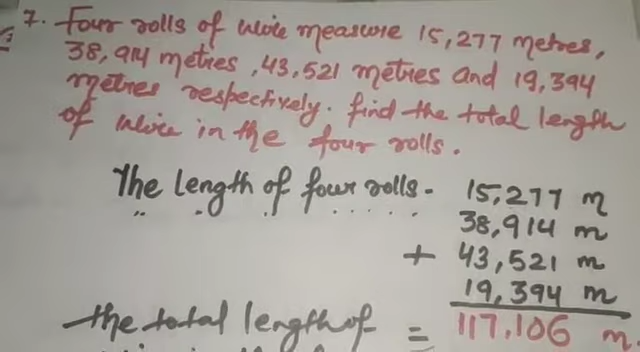 7. Four rolls of wire measure 15,277 metres,
38,914 metres, 43,521 metres and 19,394
metres respectively. find the total length
of wire in the four rolls.
The length of four rolls - 15,277 m
" " " ..... 38,914 m
+ 43,521 m
19,394 m
the total length of = 117,106 m.